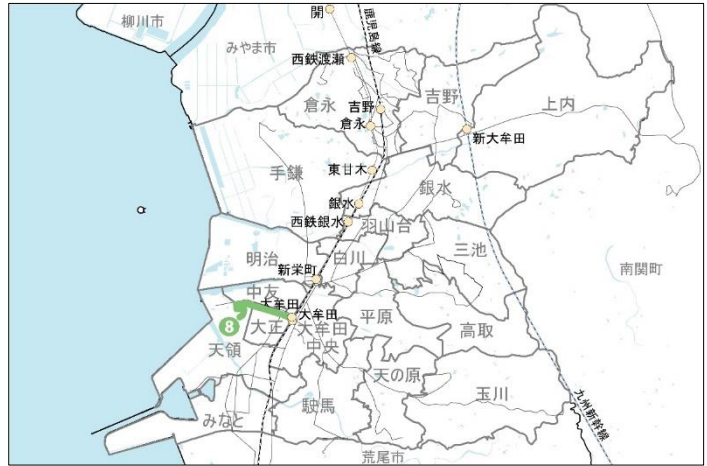 柳川市
開
鹿児島線
みやま市
西鉄渡瀬
倉永
吉野
吉野
倉永
上内
新大牟田
手鎌
東甘木
銀水
銀水
西鉄銀水
羽山台
明治
白川
三池
新栄町
南関町
中友
大牟田
大牟田
8
大正
大牟田
中央
平原
高取
天領
天の原
玉川
みなと
駛馬
九州新幹線
荒尾市